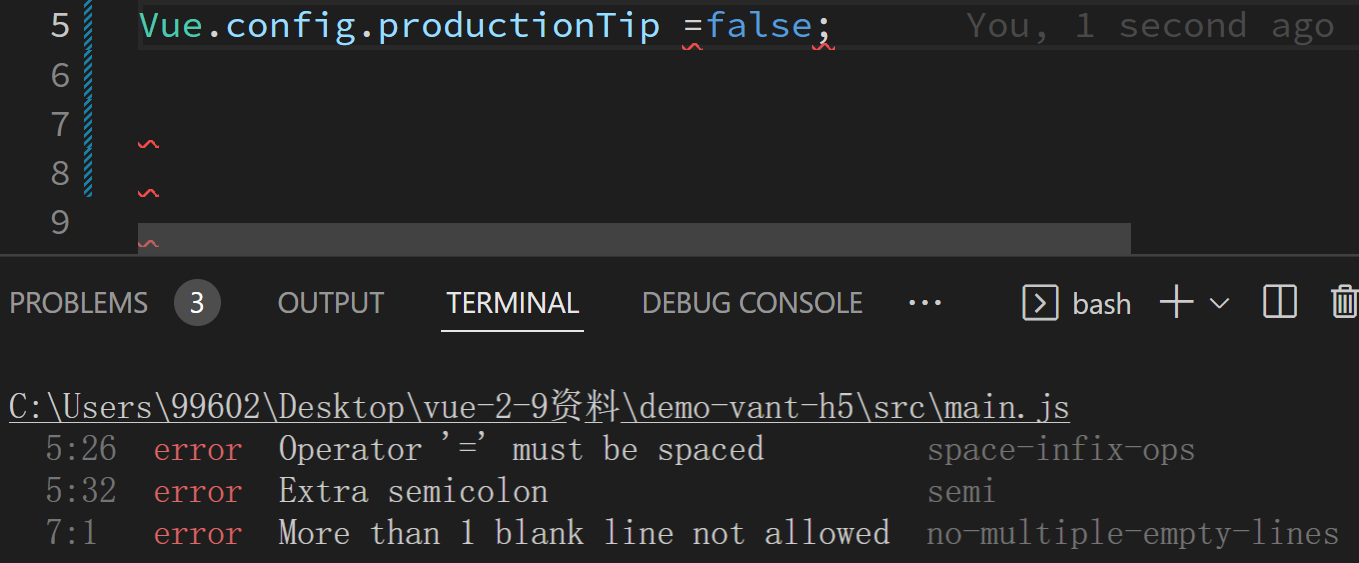 5 Vue.config.productionTip =false; You, 1 second ago
6
7
8
9
PROBLEMS 3 OUTPUT TERMINAL DEBUG CONSOLE ··· bash
C:\Users\99602\Desktop\vue-2-9资料\demo-vant-h5\src\main.js
5:26 error Operator '=' must be spaced space-infix-ops
5:32 error Extra semicolon semi
7:1 error More than 1 blank line not allowed no-multiple-empty-lines